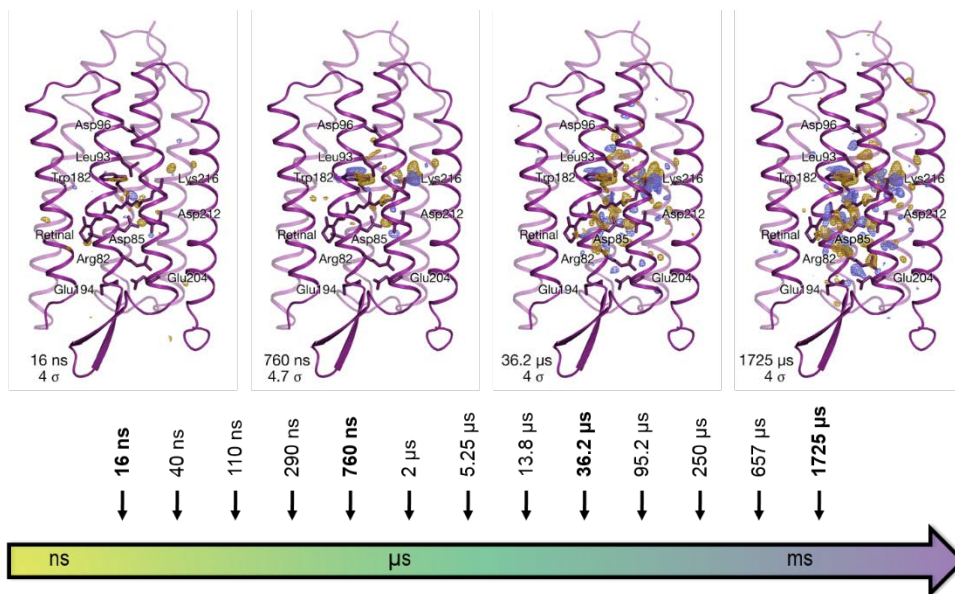 Asp96
Leu93
Trp182
Lys216
Asp212
Retinal
Asp85
Arg82
Glu204
Glu194
16 ns
4 σ
Asp96
Leu93
Trp182
Lys216
Asp212
Retinal
Asp85
Arg82
Glu204
Glu194
760 ns
4.7 σ
Asp96
Leu93
Trp182
Lys216
Asp212
Retinal
Asp85
Arg82
Glu204
Glu194
36.2 µs
4 σ
Asp96
Leu93
Trp182
Lys216
Asp212
Retinal
Asp85
Arg82
Glu204
Glu194
1725 µs
4 σ
16 ns
40 ns
110 ns
290 ns
760 ns
2 µs
5.25 µs
13.8 µs
36.2 µs
95.2 µs
250 µs
657 µs
1725 µs
ns
µs
ms